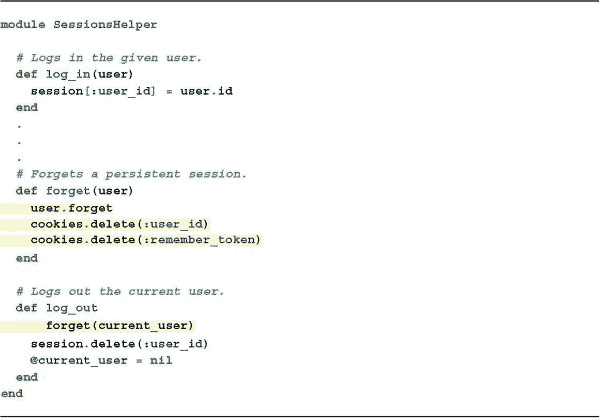 module SessionsHelper
# Logs in the given user.
def log_in(user)
session[:user_id] = user.id
end
.
.
.
# Forgets a persistent session.
def forget(user)
user.forget
cookies.delete(:user_id)
cookies.delete(:remember_token)
end
# Logs out the current user.
def log_out
forget(current_user)
session.delete(:user_id)
@current_user = nil
end
end